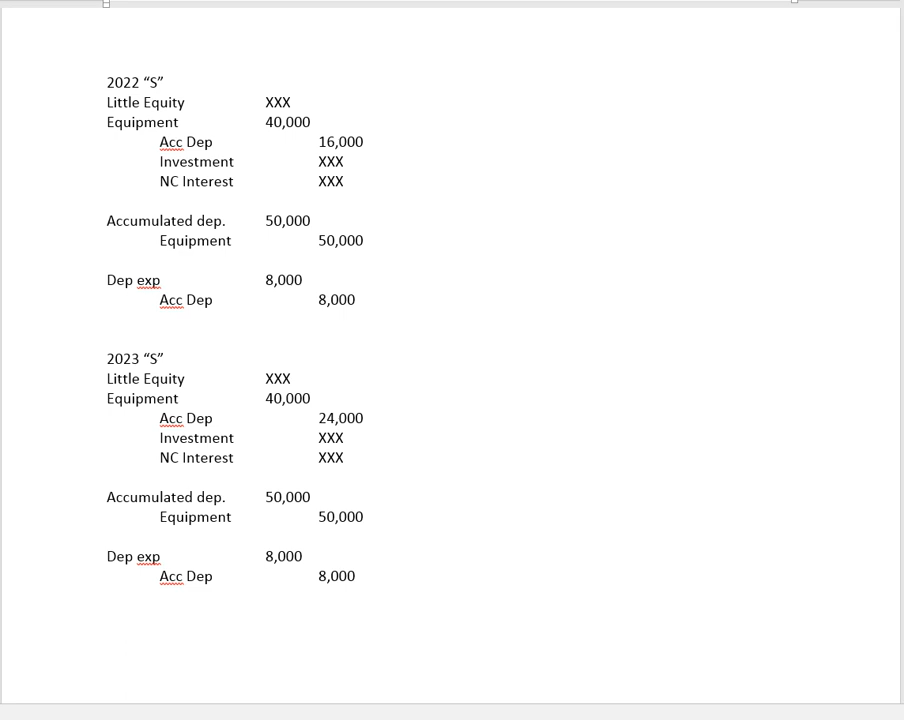 2022 “S”
Little Equity XXX
Equipment 40,000
Acc Dep 16,000
Investment XXX
NC Interest XXX
Accumulated dep. 50,000
Equipment 50,000
Dep exp 8,000
Acc Dep 8,000
2023 “S”
Little Equity XXX
Equipment 40,000
Acc Dep 24,000
Investment XXX
NC Interest XXX
Accumulated dep. 50,000
Equipment 50,000
Dep exp 8,000
Acc Dep 8,000